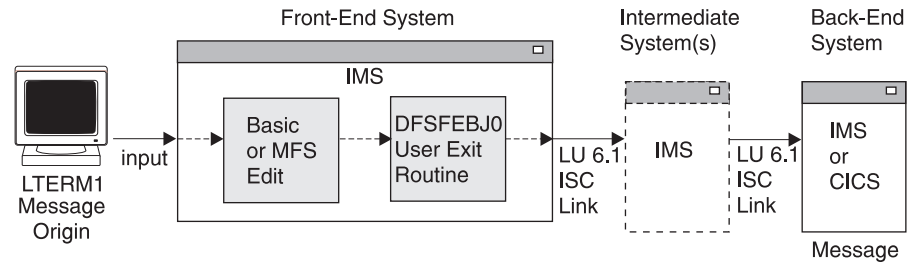 Front-End System
Intermediate
System(s)
Back-End
System
IMS
Basic
or MFS
Edit
DFSFEBJ0
User Exit
Routine
input
LTERM1
Message
Origin
LU 6.1
ISC
Link
IMS
LU 6.1
ISC
Link
IMS
or
CICS
Message